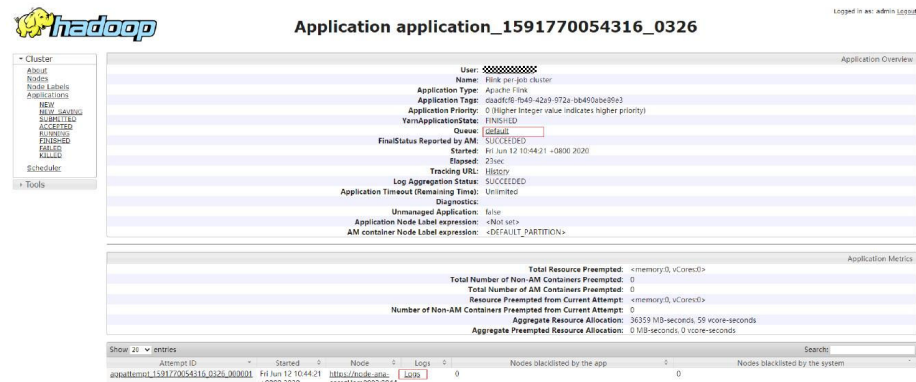 Logged in as: admin Logout
hadoop
Application application_1591770054316_0326
Cluster
About
Nodes
Node Labels
Applications
NEW
NEW_SAVING
SUBMITTED
ACCEPTED
RUNNING
FINISHED
FAILED
KILLED
Scheduler
Tools
Application Overview
User:
Name: Flink per-job cluster
Application Type: Apache Flink
Application Tags: daadfcf8-fb49-42a9-972a-bb490abe89e3
Application Priority: 0 (Higher Integer value indicates higher priority)
YarnApplicationState: FINISHED
Queue: default
FinalStatus Reported by AM: SUCCEEDED
Started: Fri Jun 12 10:44:21 +0800 2020
Elapsed: 23sec
Tracking URL: History
Log Aggregation Status: SUCCEEDED
Application Timeout (Remaining Time): Unlimited
Diagnostics:
Unmanaged Application: false
Application Node Label expression: <Not set>
AM container Node Label expression: <DEFAULT_PARTITION>
Application Metrics
Total Resource Preempted: <memory:0, vCores:0>
Total Number of Non-AM Containers Preempted: 0
Total Number of AM Containers Preempted: 0
Resource Preempted from Current Attempt: <memory:0, vCores:0>
Number of Non-AM Containers Preempted from Current Attempt: 0
Aggregate Resource Allocation: 36359 MB-seconds, 59 vcore-seconds
Aggregate Preempted Resource Allocation: 0 MB-seconds, 0 vcore-seconds
Show 20 entries Search:
Attempt ID Started Node Logs Nodes blacklisted by the app Nodes blacklisted by the system
appattempt_1591770054316_0326_000001 Fri Jun 12 10:44:21 https://node-ana- Logs 0 0
+0800 2020